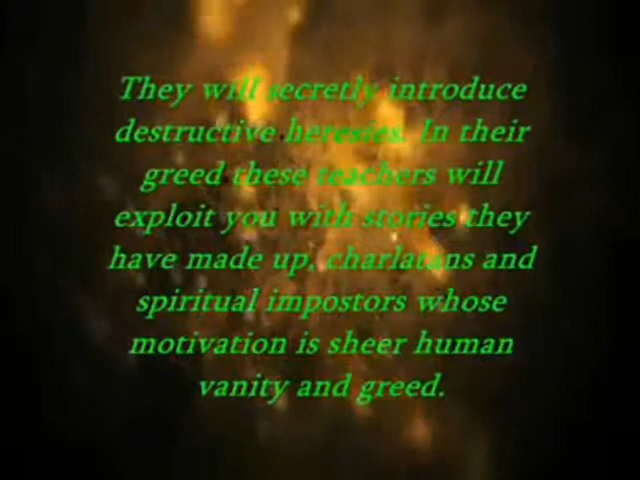 They will secretly introduce
destructive heresies. In their
greed these teachers will
exploit you with stories they
have made up, charlatans and
spiritual impostors whose
motivation is sheer human
vanity and greed.